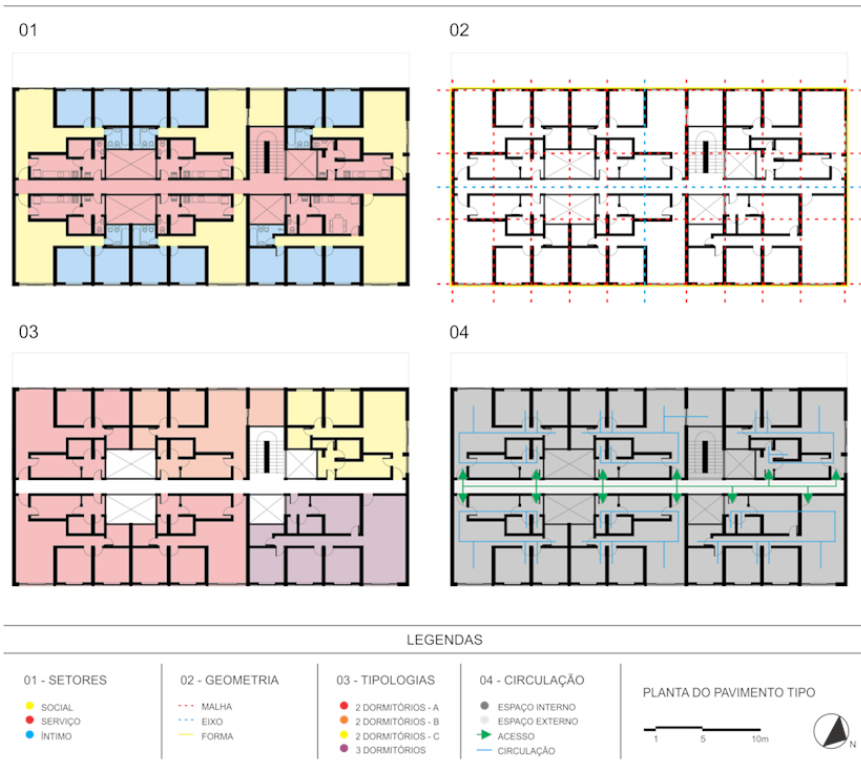 01
02
03
04
LEGENDAS
01 - SETORES
SOCIAL
SERVIÇO
ÍNTIMO
02 - GEOMETRIA
MALHA
EIXO
FORMA
03 - TIPOLOGIAS
2 DORMITÓRIOS - A
2 DORMITÓRIOS - B
2 DORMITÓRIOS - C
3 DORMITÓRIOS
04 - CIRCULAÇÃO
ESPAÇO INTERNO
ESPAÇO EXTERNO
ACESSO
CIRCULAÇÃO
PLANTA DO PAVIMENTO TIPO
1 5 10m
N